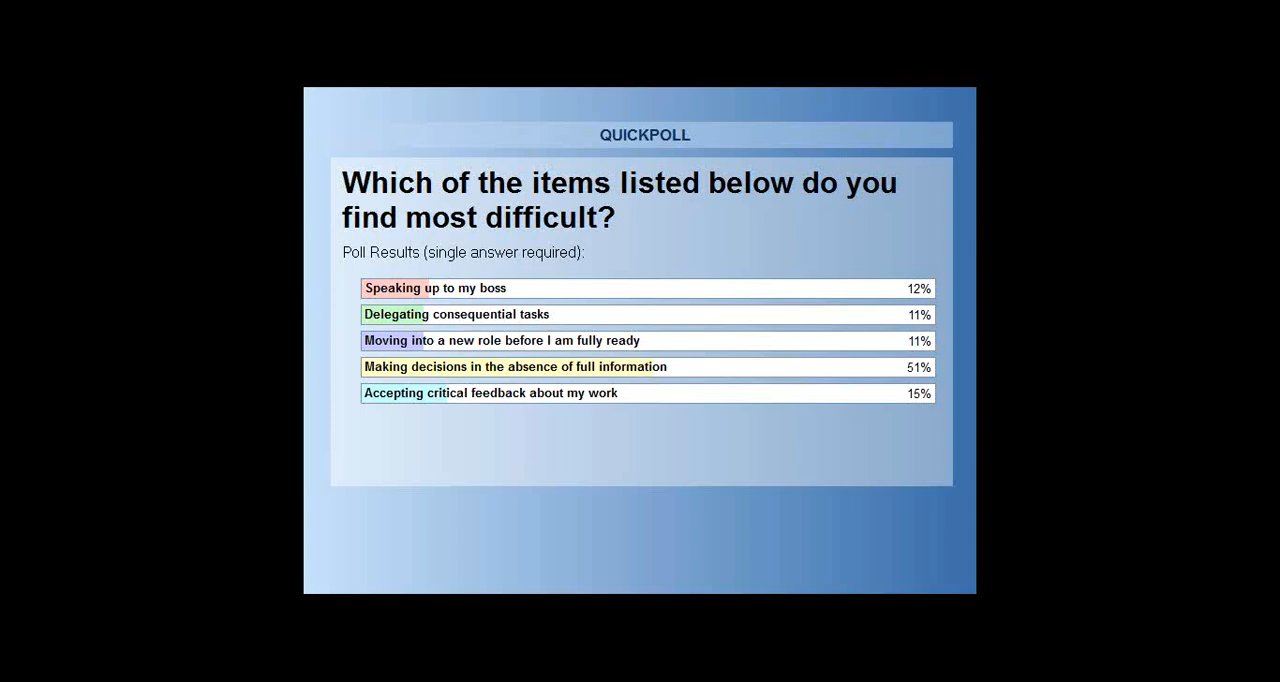 QUICKPOLL
Which of the items listed below do you
find most difficult?
Poll Results (single answer required):
Speaking up to my boss 12%
Delegating consequential tasks 11%
Moving into a new role before I am fully ready 11%
Making decisions in the absence of full information 51%
Accepting critical feedback about my work 15%